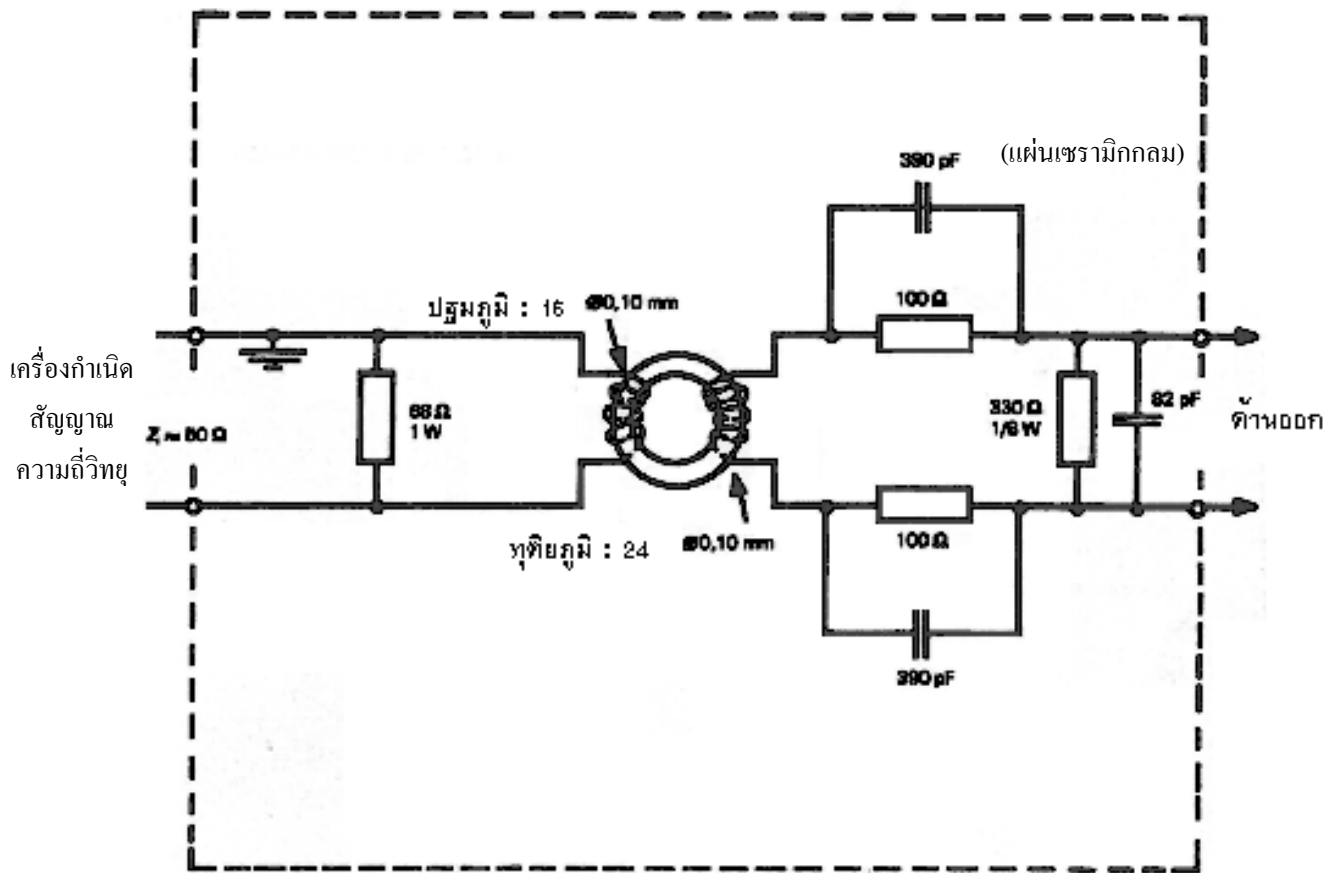 390 pF
(แผ่นเซรามิกกลม)
ปฐมภูมิ : 16
Ø0,10 mm
100 Ω
เครื่องกำเนิด
สัญญาณ
ความถี่วิทยุ
Zᵢ ≈ 50 Ω
68 Ω
1 W
330 Ω
1/8 W
82 pF
ด้านออก
ทุติยภูมิ : 24
Ø0,10 mm
100 Ω
390 pF